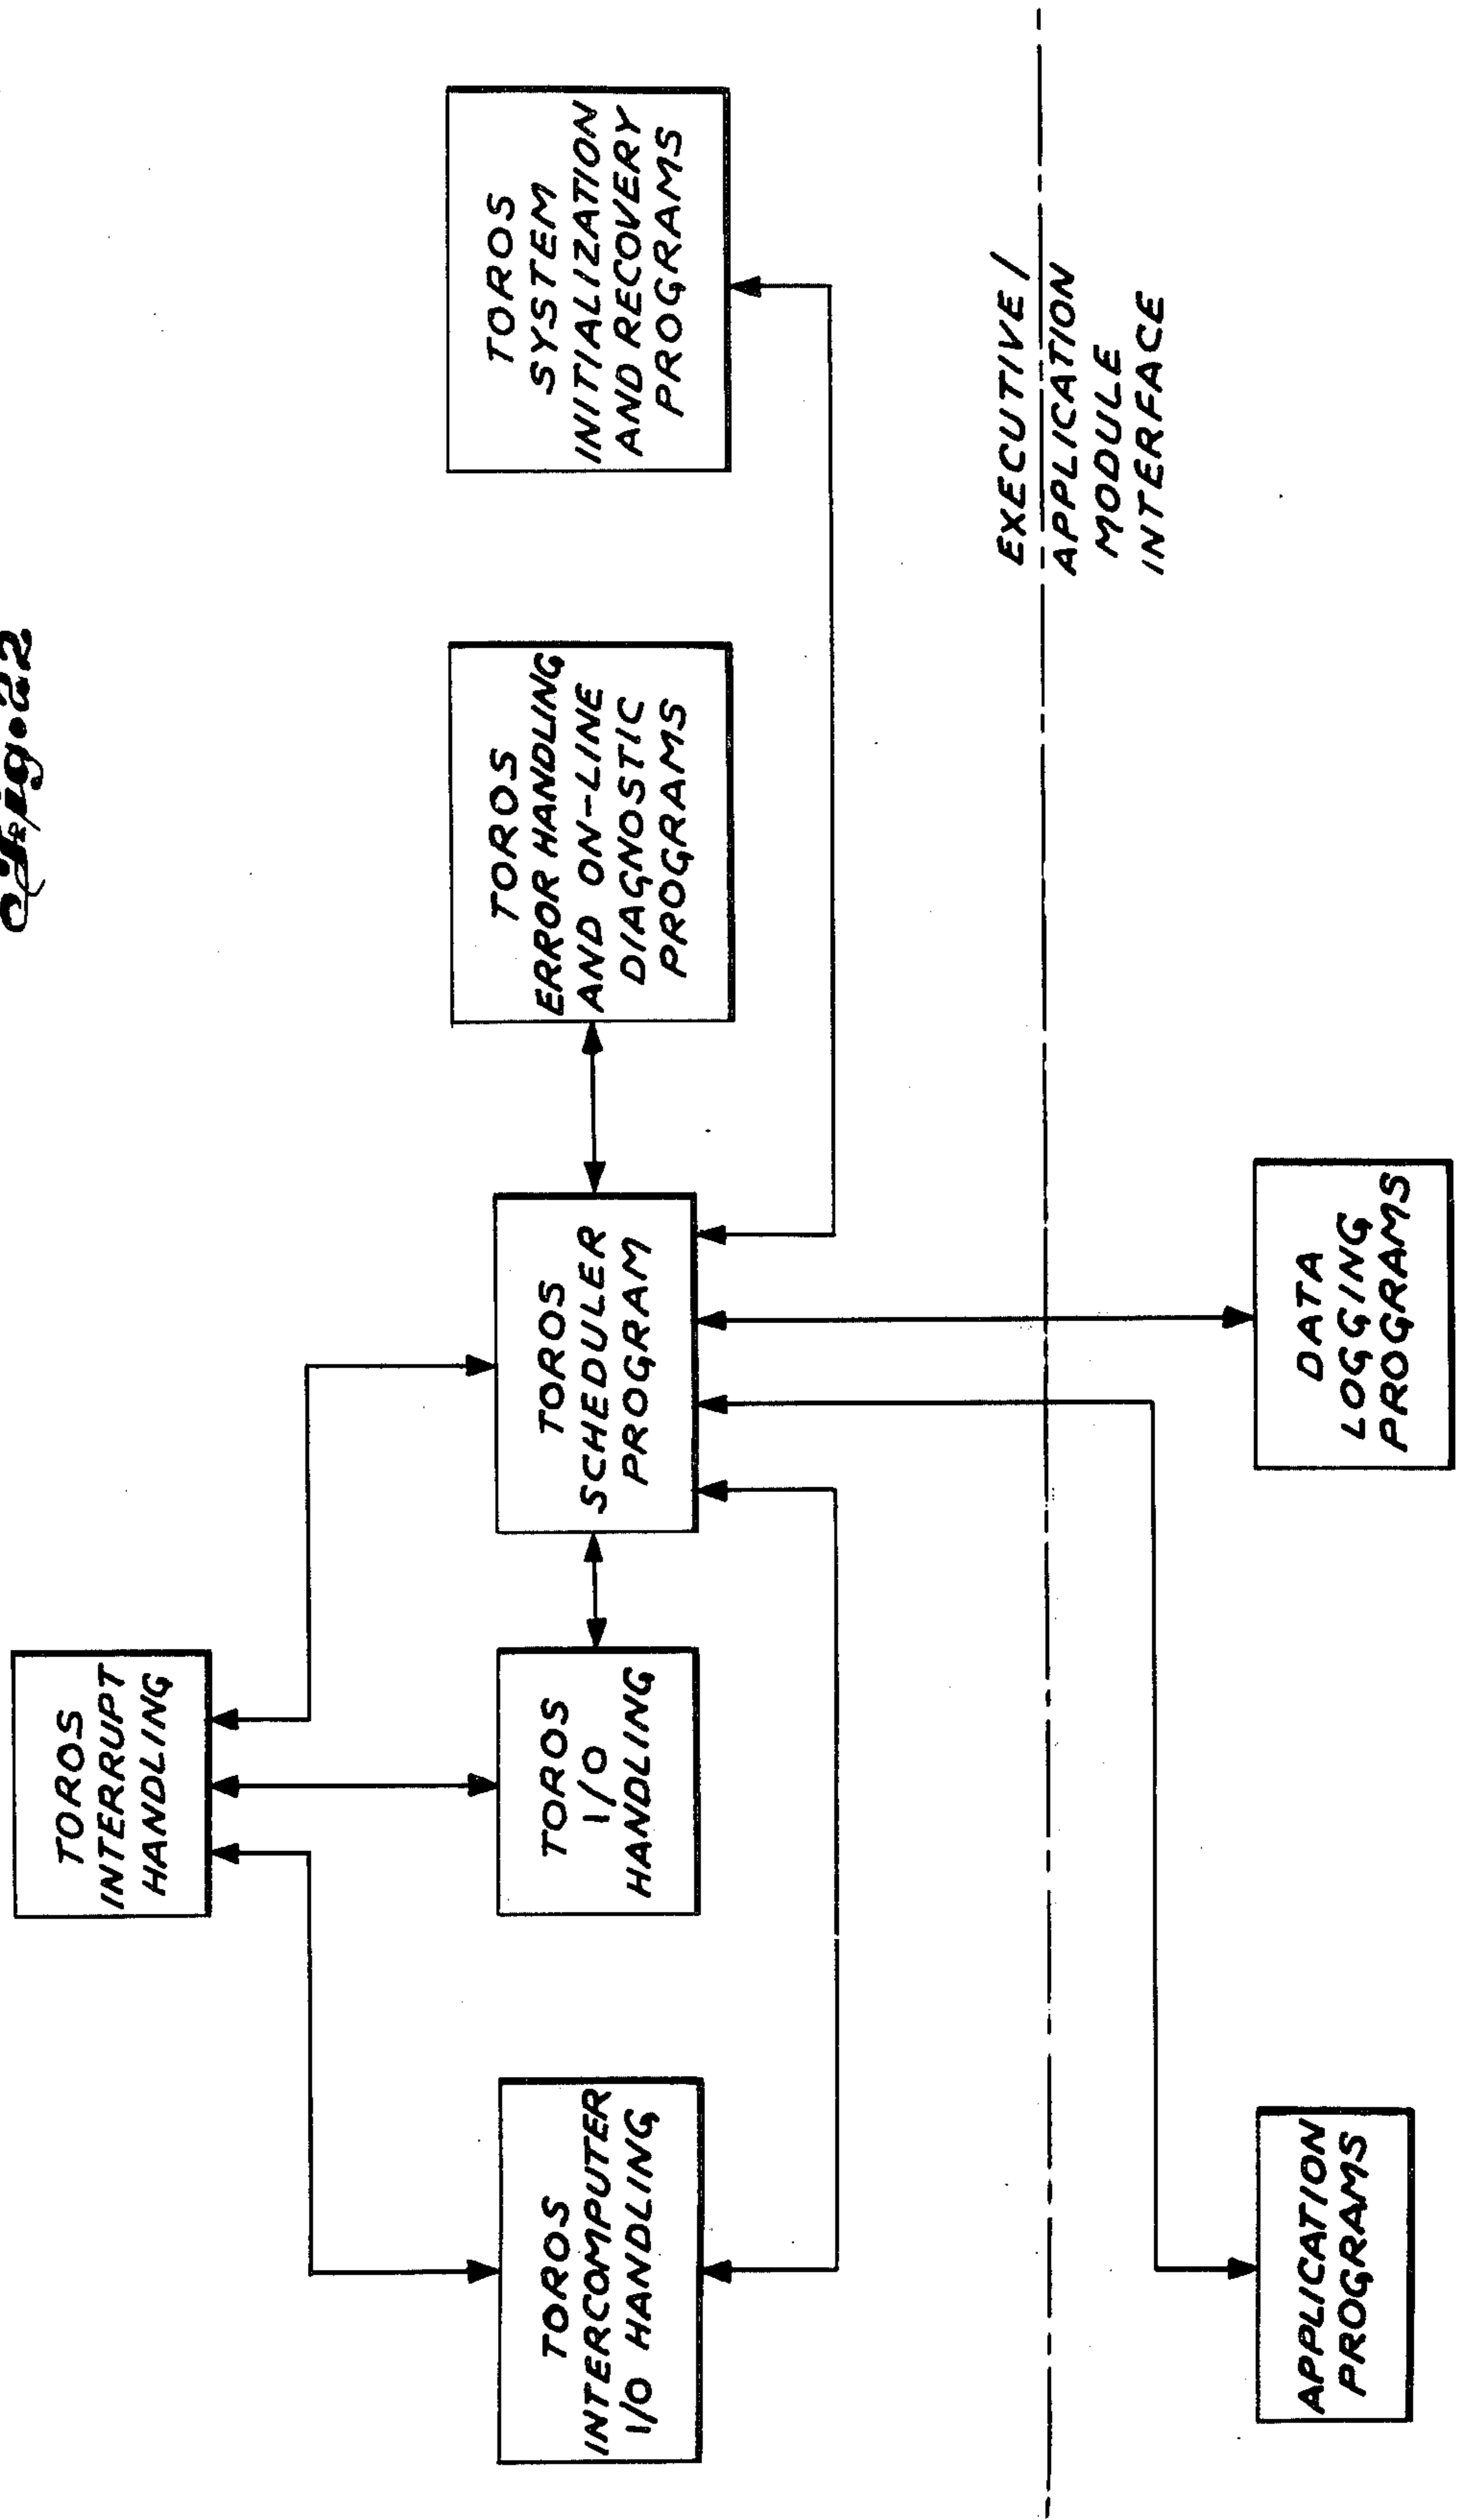 Fig. 22
TOROS
INTERRUPT
HANDLING
TOROS
INTERCOMPUTER
I/O HANDLING
TOROS
I/O
HANDLING
TOROS
SCHEDULER
PROGRAM
TOROS
ERROR HANDLING
AND ON-LINE
DIAGNOSTIC
PROGRAMS
TOROS
SYSTEM
INITIALIZATION
AND RECOVERY
PROGRAMS
EXECUTIVE /
APPLICATION
MODULE
INTERFACE
APPLICATION
PROGRAMS
DATA
LOGGING
PROGRAMS